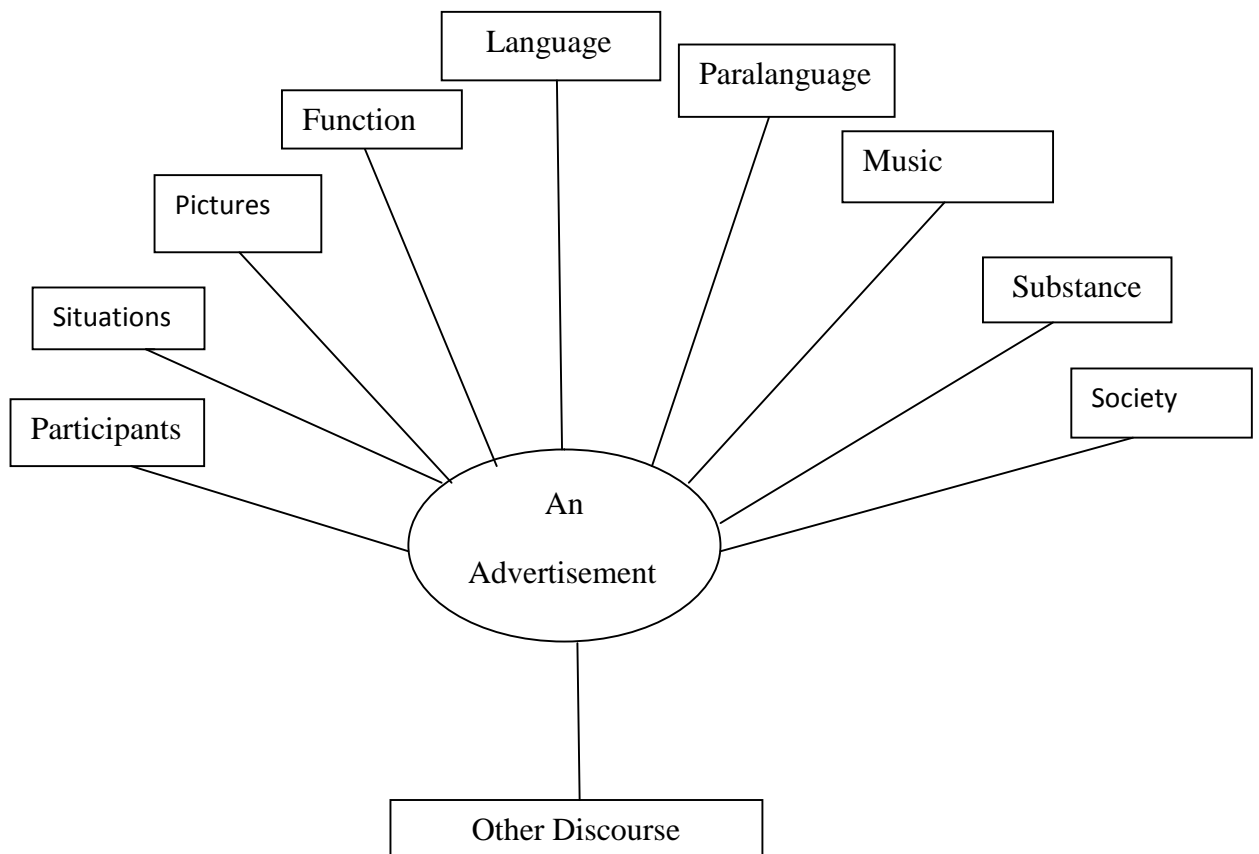 Language
Paralanguage
Function
Music
Pictures
Substance
Situations
Society
Participants
An
Advertisement
Other Discourse